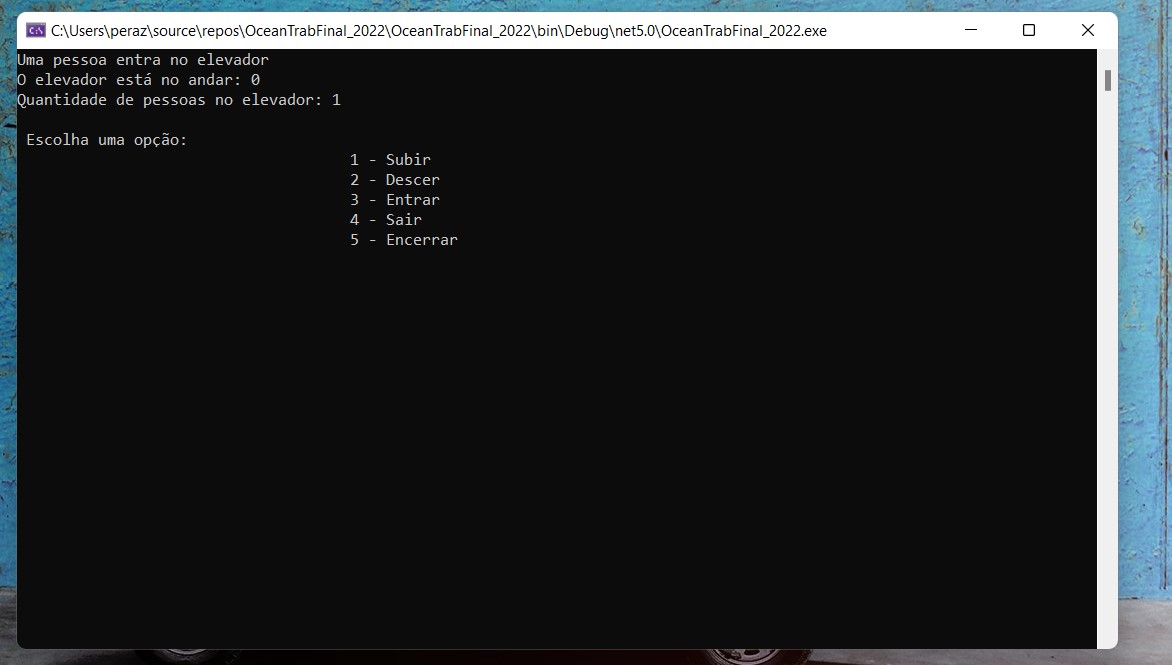 C:\Users\peraz\source\repos\OceanTrabFinal_2022\OceanTrabFinal_2022\bin\Debug\net5.0\OceanTrabFinal_2022.exe
Uma pessoa entra no elevador
O elevador está no andar: 0
Quantidade de pessoas no elevador: 1
Escolha uma opção:
1 - Subir
2 - Descer
3 - Entrar
4 - Sair
5 - Encerrar